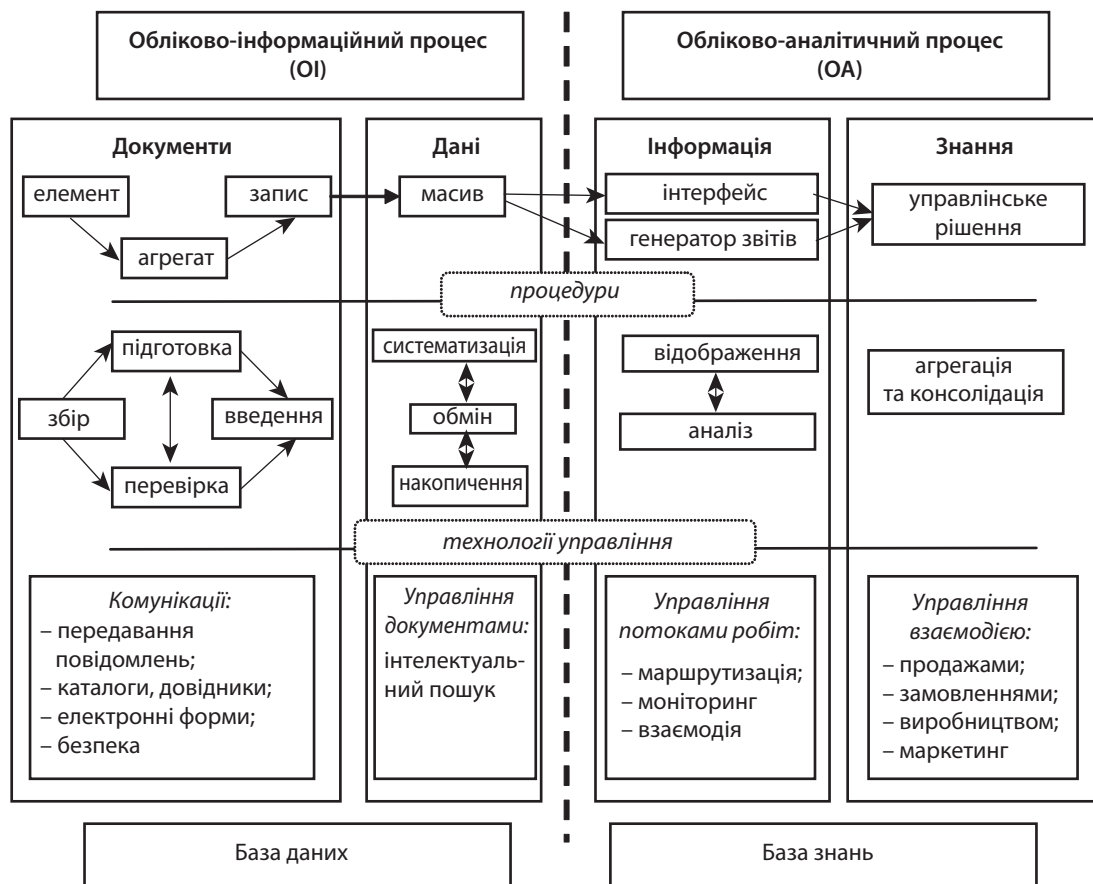 Обліково-інформаційний процес
(ОІ)
Обліково-аналітичний процес
(ОА)
Документи
елемент
запис
агрегат
Дані
масив
Інформація
інтерфейс
генератор звітів
Знання
управлінське
рішення
процедури
підготовка
збір
введення
перевірка
систематизація
обмін
накопичення
відображення
аналіз
агрегація
та консолідація
технології управління
Комунікації:
– передавання
повідомлень;
– каталоги, довідники;
– електронні форми;
– безпека
Управління
документами:
інтелектуаль-
ний пошук
Управління
потоками робіт:
– маршрутизація;
– моніторинг
– взаємодія
Управління
взаємодією:
– продажами;
– замовленнями;
– виробництвом;
– маркетинг
База даних
База знань